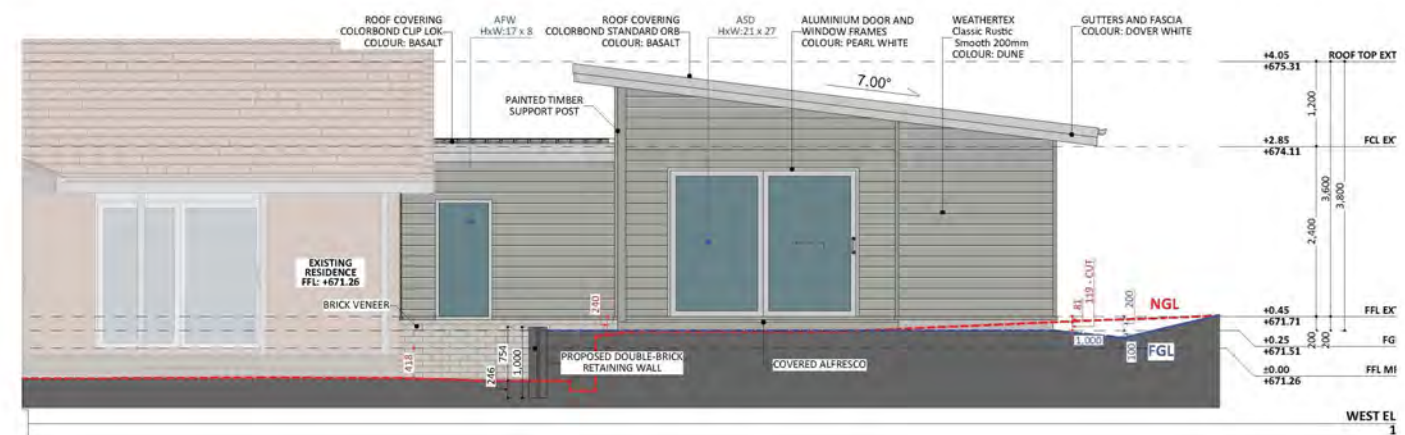 ROOF COVERING
COLORBOND CLIP LOK
COLOUR: BASALT
AFW
HxW:17 x 8
ROOF COVERING
COLORBOND STANDARD ORB
COLOUR: BASALT
ASD
HxW:21 x 27
ALUMINIUM DOOR AND
WINDOW FRAMES
COLOUR: PEARL WHITE
WEATHERTEX
Classic Rustic
Smooth 200mm
COLOUR: DUNE
GUTTERS AND FASCIA
COLOUR: DOVER WHITE
+4.05
+675.31
ROOF TOP EXT
7.00°
PAINTED TIMBER
SUPPORT POST
1,200
+2.85
+674.11
FCL EX
3,600
3,800
2,400
EXISTING
RESIDENCE
FFL: +671.26
BRICK VENEER
240
81
119 - CUT
200
NGL
+0.45
+671.71
FFL EX
418
246
754
1,000
PROPOSED DOUBLE-BRICK
RETAINING WALL
COVERED ALFRESCO
1,000
100
FGL
200
200
+0.25
+671.51
FG
±0.00
+671.26
FFL MI
WEST EL
1